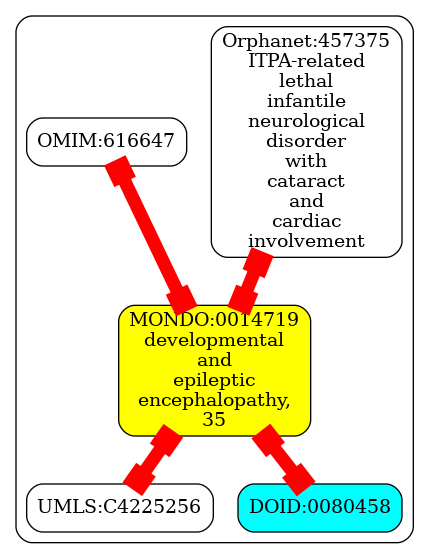 Orphanet:457375
ITPA-related
lethal
infantile
neurological
disorder
with
cataract
and
cardiac
involvement
OMIM:616647
MONDO:0014719
developmental
and
epileptic
encephalopathy,
35
UMLS:C4225256
DOID:0080458